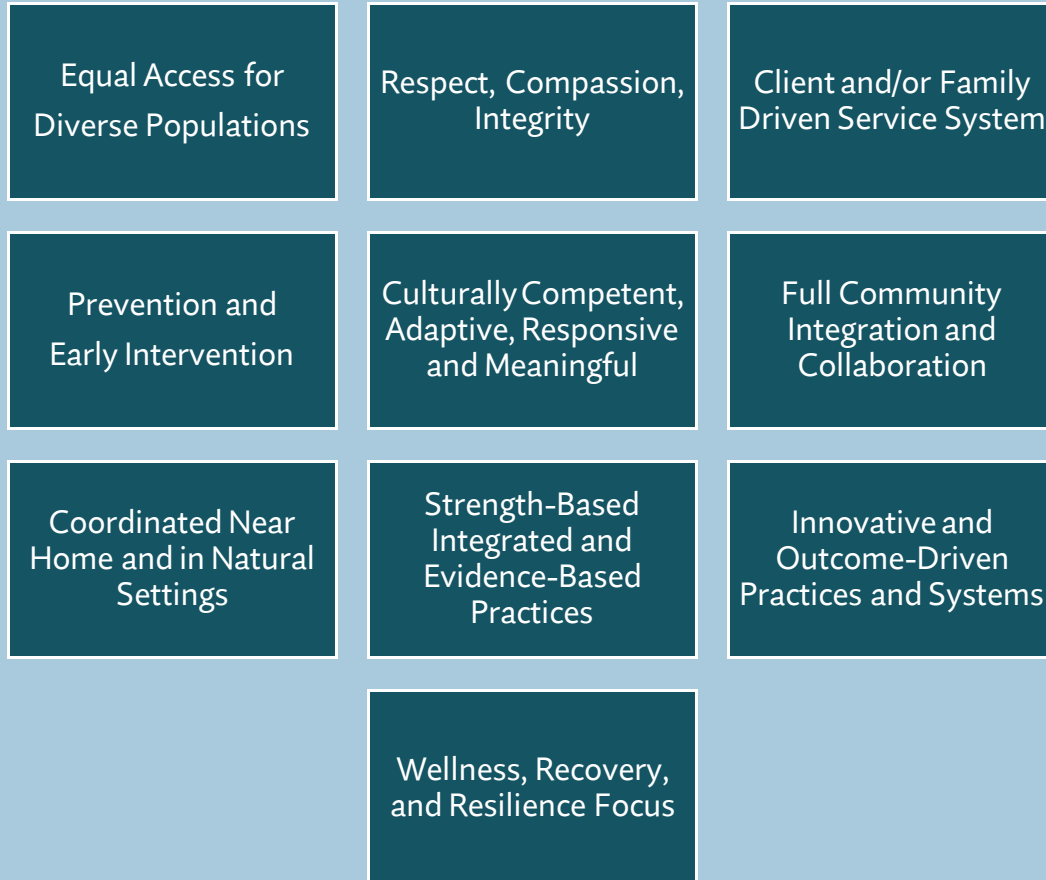 Equal Access for
Diverse Populations
Respect, Compassion,
Integrity
Client and/or Family
Driven Service System
Prevention and
Early Intervention
Culturally Competent,
Adaptive, Responsive
and Meaningful
Full Community
Integration and
Collaboration
Coordinated Near
Home and in Natural
Settings
Strength-Based
Integrated and
Evidence-Based
Practices
Innovative and
Outcome-Driven
Practices and Systems
Wellness, Recovery,
and Resilience Focus